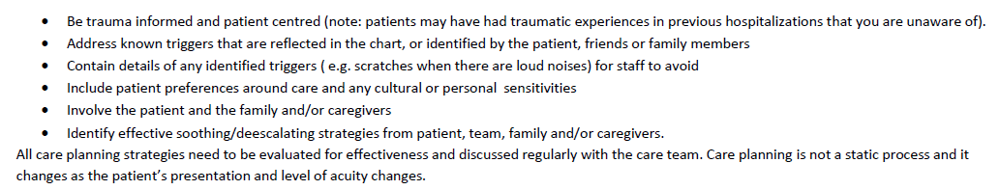 • Be trauma informed and patient centred (note: patients may have had traumatic experiences in previous hospitalizations that you are unaware of).
• Address known triggers that are reflected in the chart, or identified by the patient, friends or family members
• Contain details of any identified triggers ( e.g. scratches when there are loud noises) for staff to avoid
• Include patient preferences around care and any cultural or personal  sensitivities
• Involve the patient and the family and/or caregivers
• Identify effective soothing/deescalating strategies from patient, team, family and/or caregivers.
All care planning strategies need to be evaluated for effectiveness and discussed regularly with the care team. Care planning is not a static process and it
changes as the patient’s presentation and level of acuity changes.